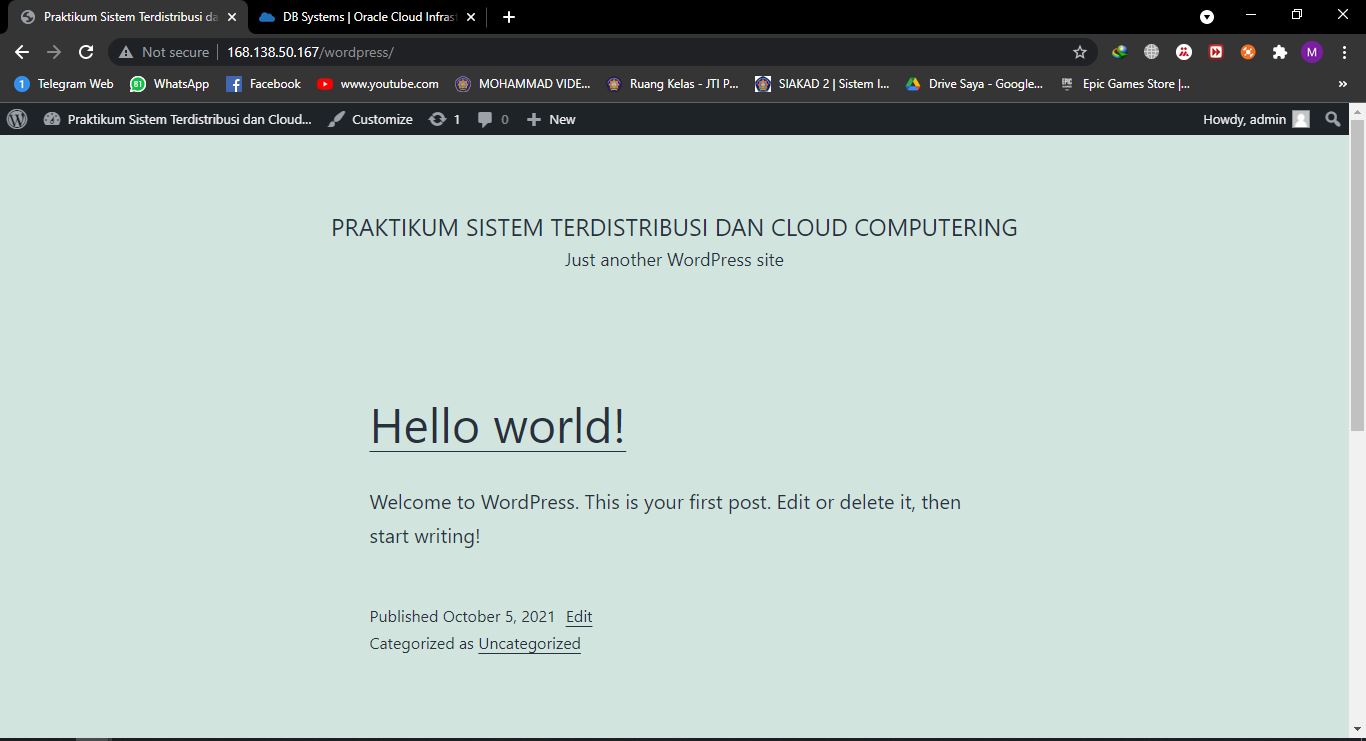 Praktikum Sistem Terdistribusi da
DB Systems | Oracle Cloud Infrast
Not secure 168.138.50.167/wordpress/
M
1 Telegram Web
61 WhatsApp
Facebook
www.youtube.com
MOHAMMAD VIDE...
Ruang Kelas - JTI P...
SIAKAD 2 | Sistem I...
Drive Saya - Google...
EPIC Epic Games Store |...
»
Praktikum Sistem Terdistribusi dan Cloud...
Customize
1
0
New
Howdy, admin
PRAKTIKUM SISTEM TERDISTRIBUSI DAN CLOUD COMPUTERING
Just another WordPress site
Hello world!
Welcome to WordPress. This is your first post. Edit or delete it, then
start writing!
Published October 5, 2021 Edit
Categorized as Uncategorized